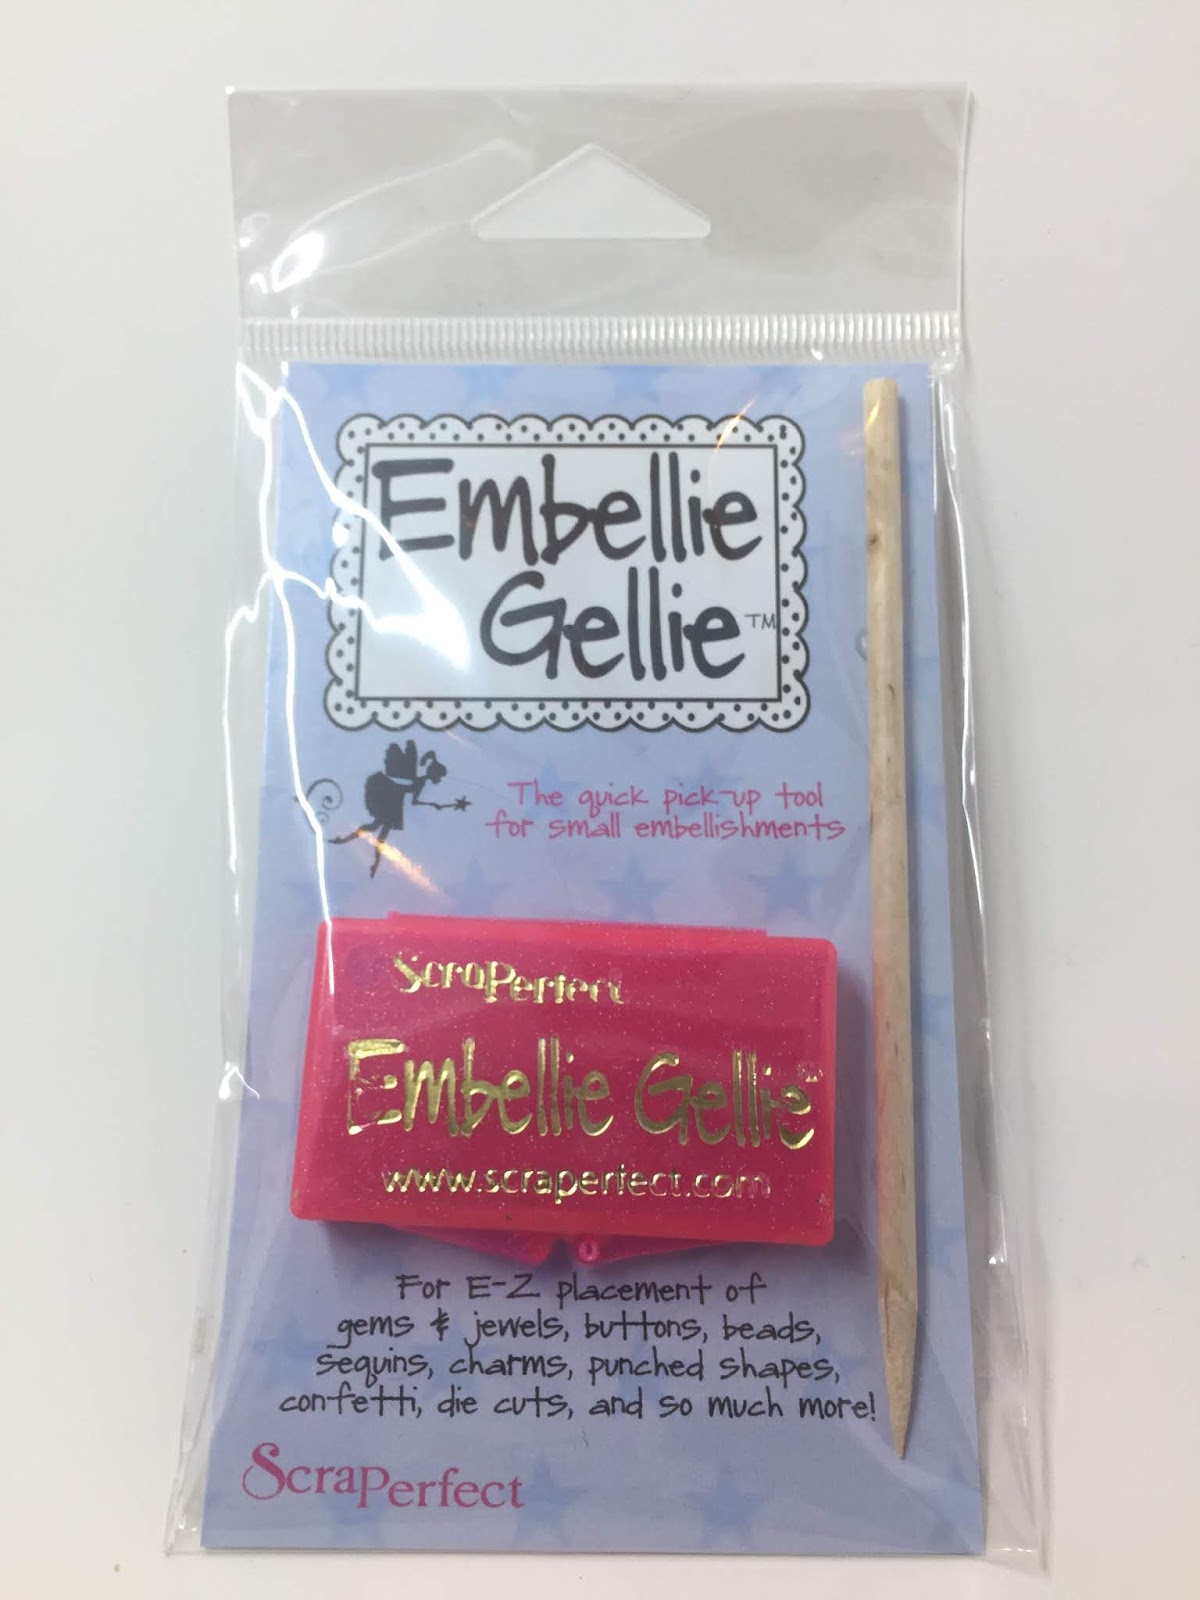 Embellie
Gellie™
The quick pick-up tool
for small embellishments
ScraPerfect
Embellie Gellie™
www.scraperfect.com
For E-Z placement of
gems & jewels, buttons, beads,
sequins, charms, punched shapes,
confetti, die cuts, and so much more!
ScraPerfect